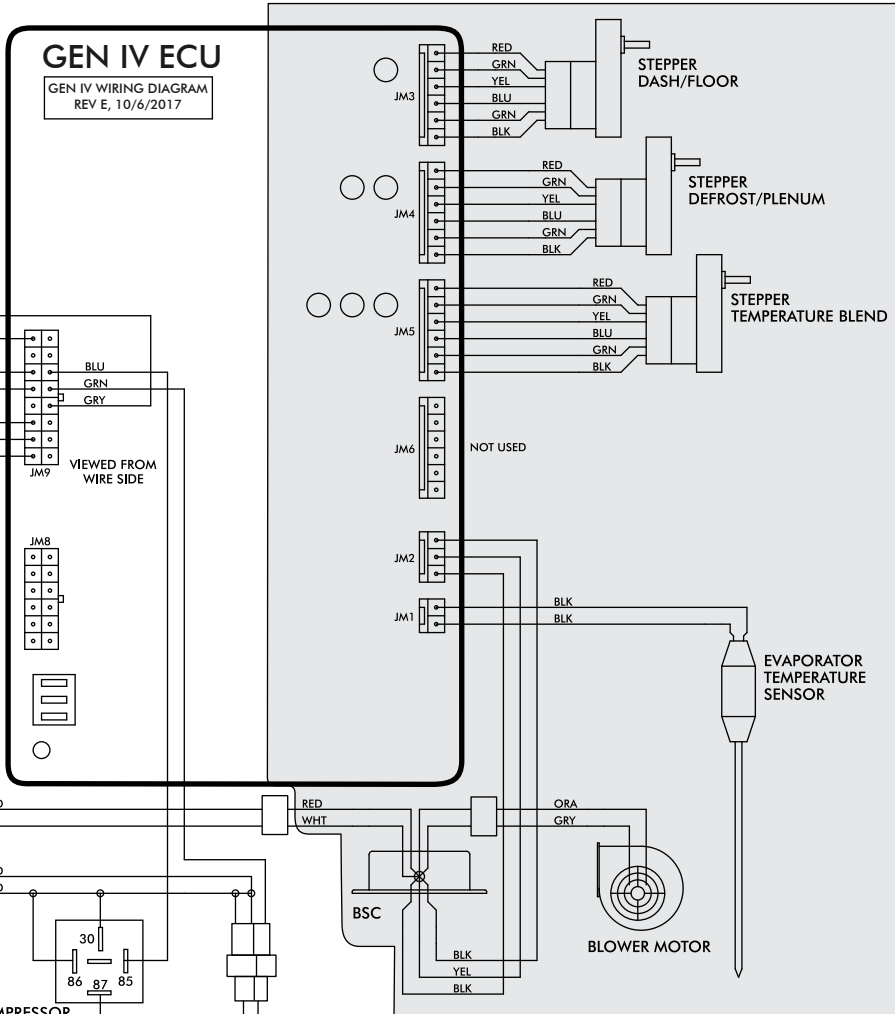 GEN IV ECU
GEN IV WIRING DIAGRAM
REV E, 10/6/2017
JM3
RED
GRN
YEL
BLU
GRN
BLK
STEPPER
DASH/FLOOR
JM4
RED
GRN
YEL
BLU
GRN
BLK
STEPPER
DEFROST/PLENUM
JM5
RED
GRN
YEL
BLU
GRN
BLK
STEPPER
TEMPERATURE BLEND
BLU
GRN
GRY
JM9
VIEWED FROM
WIRE SIDE
JM6
NOT USED
JM8
JM2
JM1
BLK
BLK
EVAPORATOR
TEMPERATURE
SENSOR
RED
WHT
ORA
GRY
BSC
BLOWER MOTOR
30
86
87
85
BLK
YEL
BLK